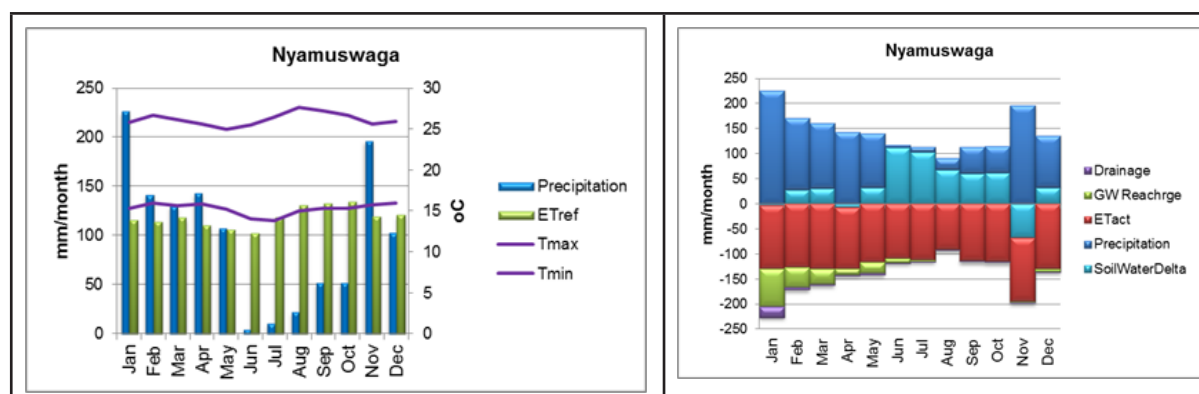 Nyamuswaga
250
200
150
100
50
0
mm/month
30
25
20
15
10
5
0
oC
Jan
Feb
Mar
Apr
May
Jun
Jul
Aug
Sep
Oct
Nov
Dec
Precipitation
ETref
Tmax
Tmin
Nyamuswaga
250
200
150
100
50
0
-50
-100
-150
-200
-250
mm/month
Jan
Feb
Mar
Apr
May
Jun
Jul
Aug
Sep
Oct
Nov
Dec
Drainage
GW Reachrge
ETact
Precipitation
SoilWaterDelta